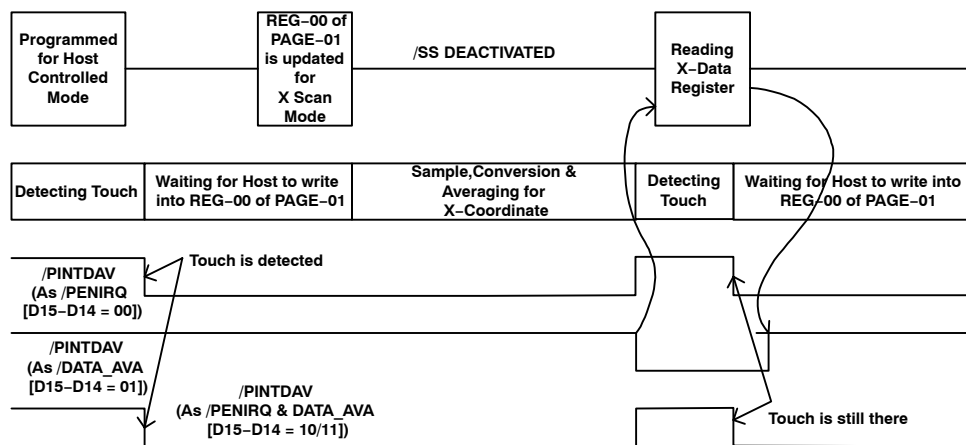 Programmed
for Host
Controlled
Mode
REG−00 of
PAGE−01
is updated
for
X Scan
Mode
/SS DEACTIVATED
Reading
X−Data
Register
Detecting Touch
Waiting for Host to write
into REG−00 of PAGE−01
Sample,Conversion &
Averaging for
X−Coordinate
Detecting
Touch
Waiting for Host to write into
REG−00 of PAGE−01
Touch is detected
/PINTDAV
(As /PENIRQ
[D15−D14 = 00])
/PINTDAV
(As /DATA_AVA
[D15−D14 = 01])
/PINTDAV
(As /PENIRQ & DATA_AVA
[D15−D14 = 10/11])
Touch is still there